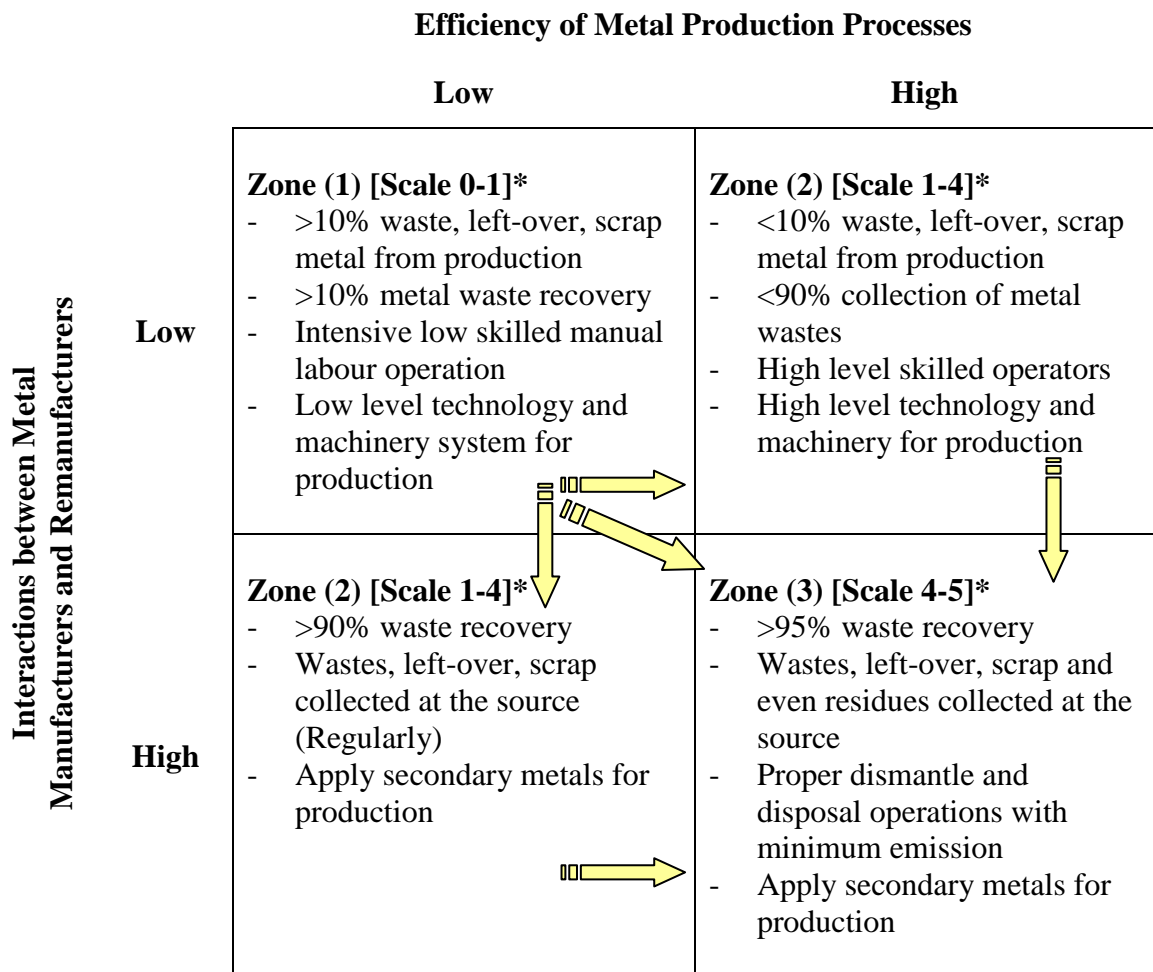 Efficiency of Metal Production Processes
Low
High
Interactions between Metal
Manufacturers and Remanufacturers
Low
Zone (1) [Scale 0-1]*
- >10% waste, left-over, scrap
metal from production
- >10% metal waste recovery
- Intensive low skilled manual
labour operation
- Low level technology and
machinery system for
production
Zone (2) [Scale 1-4]*
- <10% waste, left-over, scrap
metal from production
- <90% collection of metal
wastes
- High level skilled operators
- High level technology and
machinery for production
High
Zone (2) [Scale 1-4]*
- >90% waste recovery
- Wastes, left-over, scrap
collected at the source
(Regularly)
- Apply secondary metals for
production
Zone (3) [Scale 4-5]*
- >95% waste recovery
- Wastes, left-over, scrap and
even residues collected at the
source
- Proper dismantle and
disposal operations with
minimum emission
- Apply secondary metals for
production